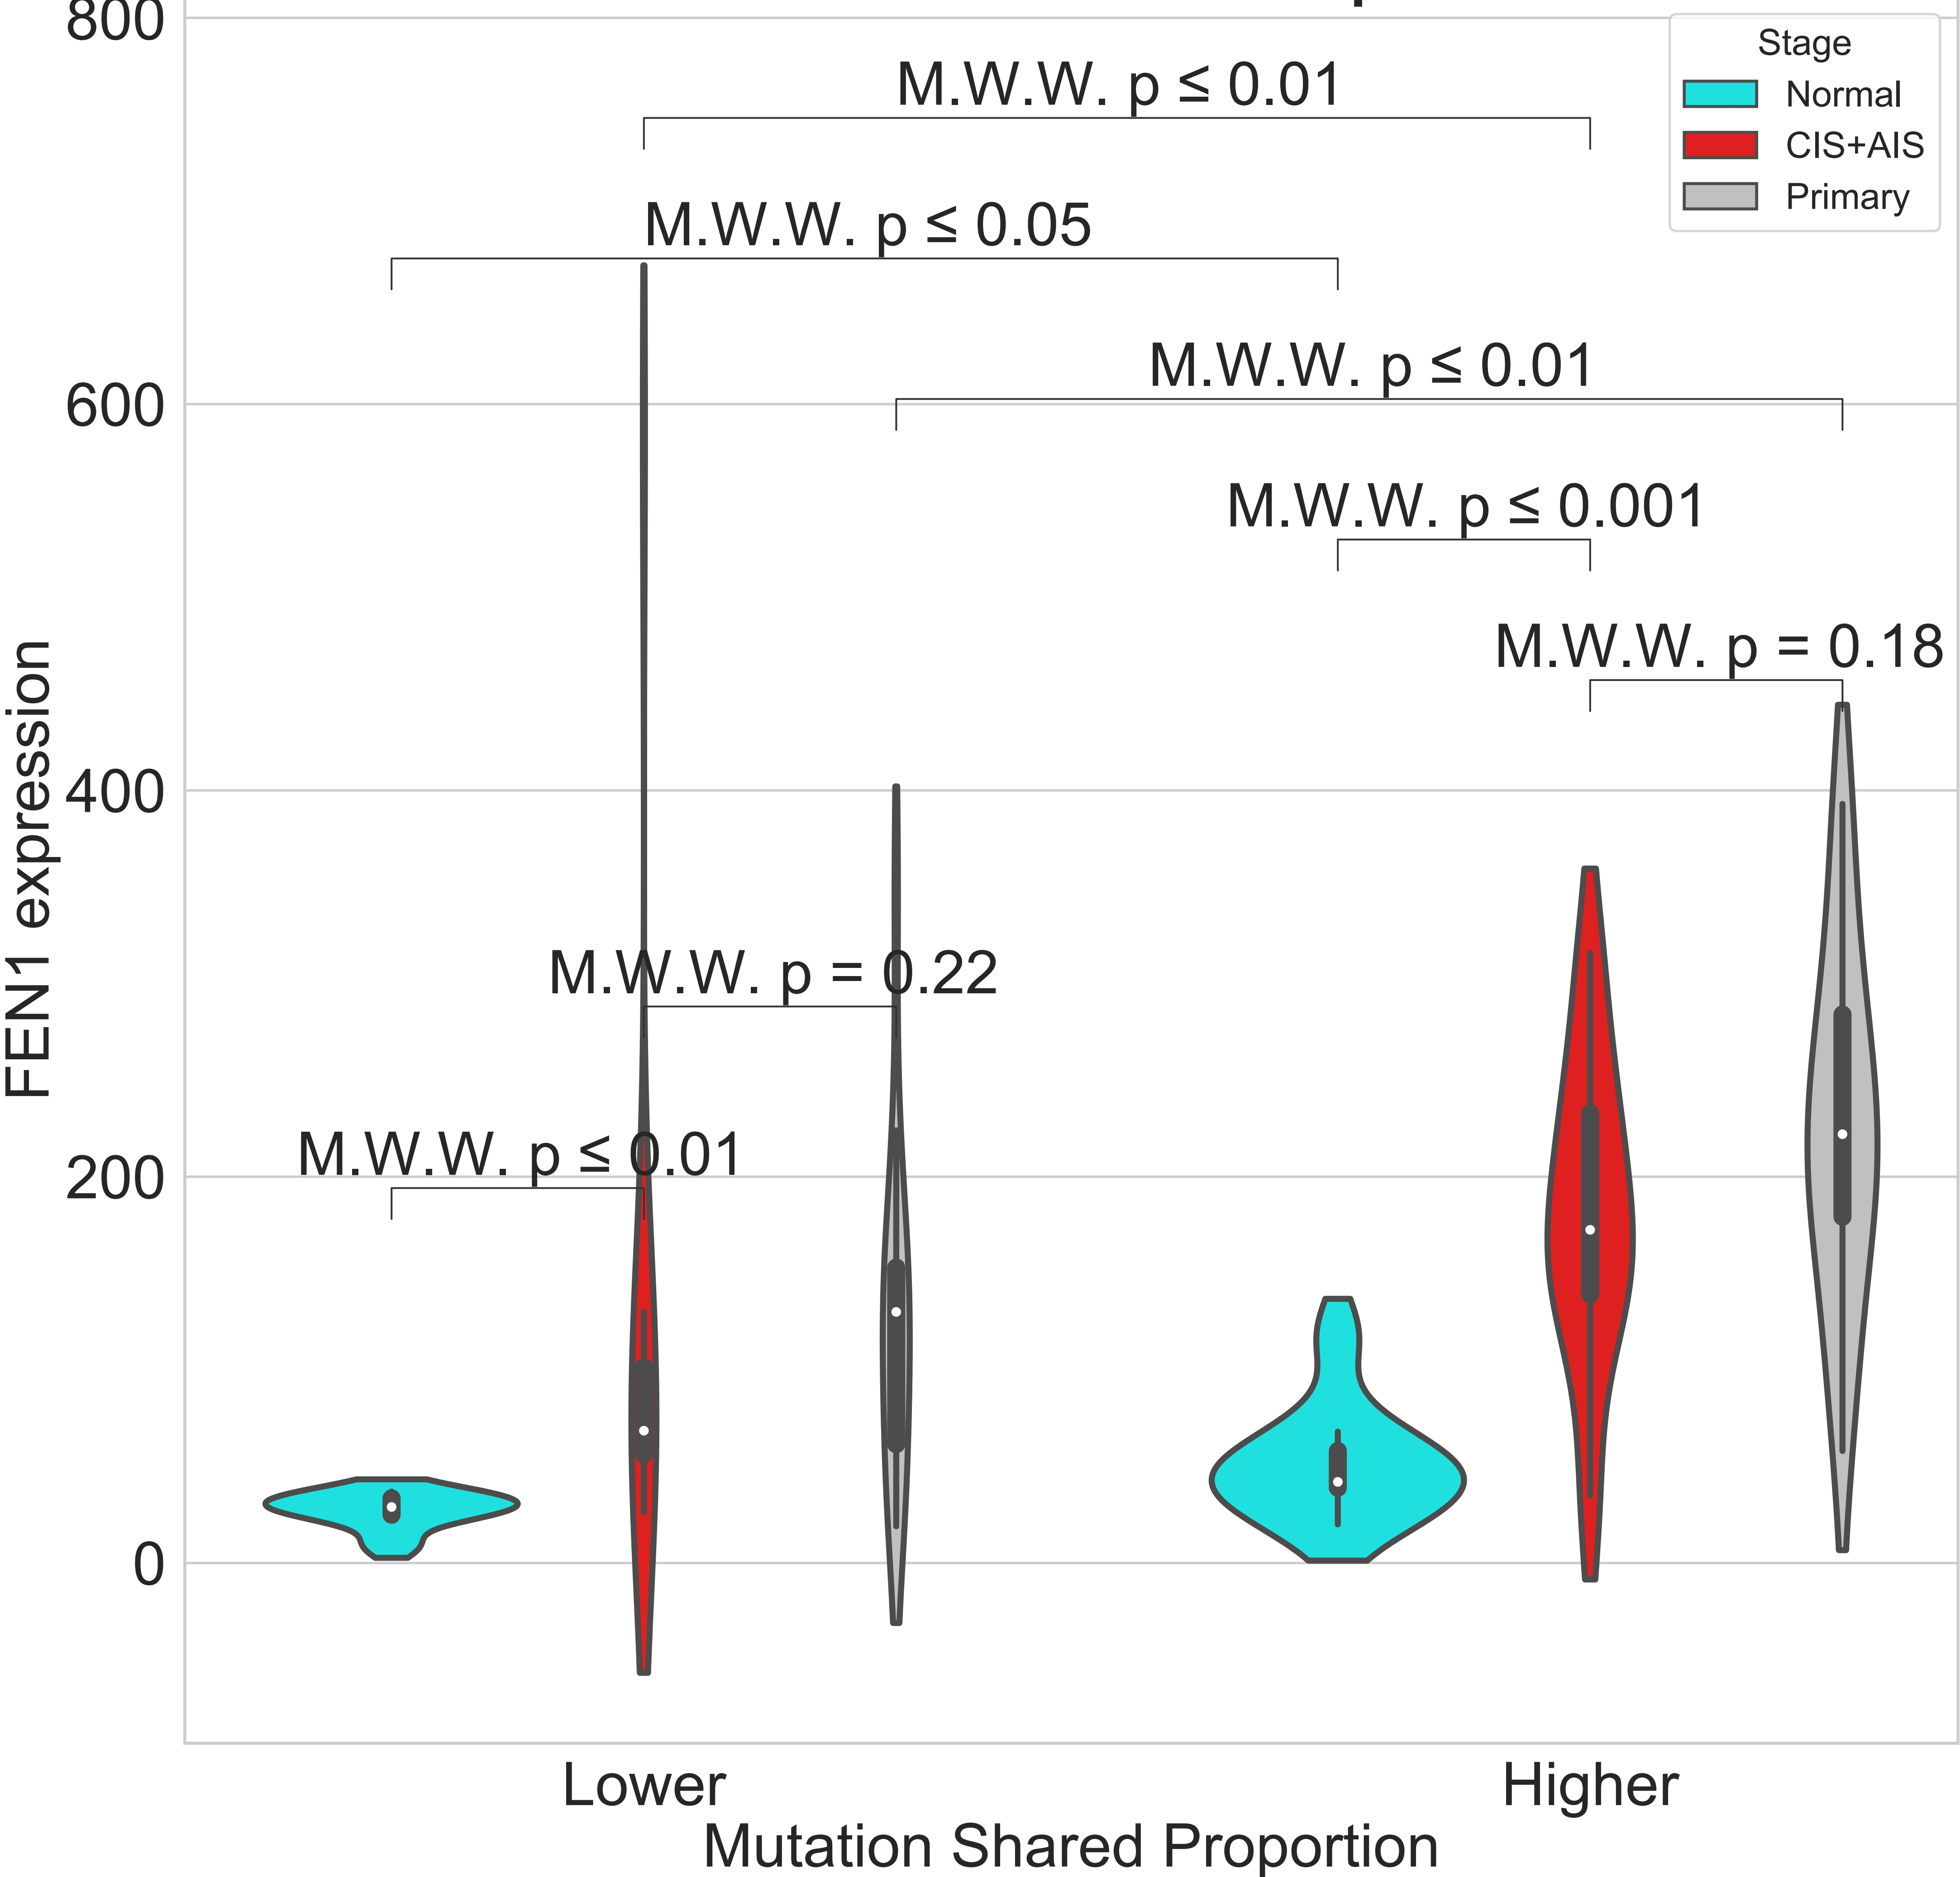 800
Stage
Normal
CIS+AIS
Primary
M.W.W. p ≤ 0.01
M.W.W. p ≤ 0.05
600
M.W.W. p ≤ 0.01
M.W.W. p ≤ 0.001
M.W.W. p = 0.18
FEN1 expression
400
M.W.W. p = 0.22
M.W.W. p ≤ 0.01
200
0
Lower
Higher
Mutation Shared Proportion